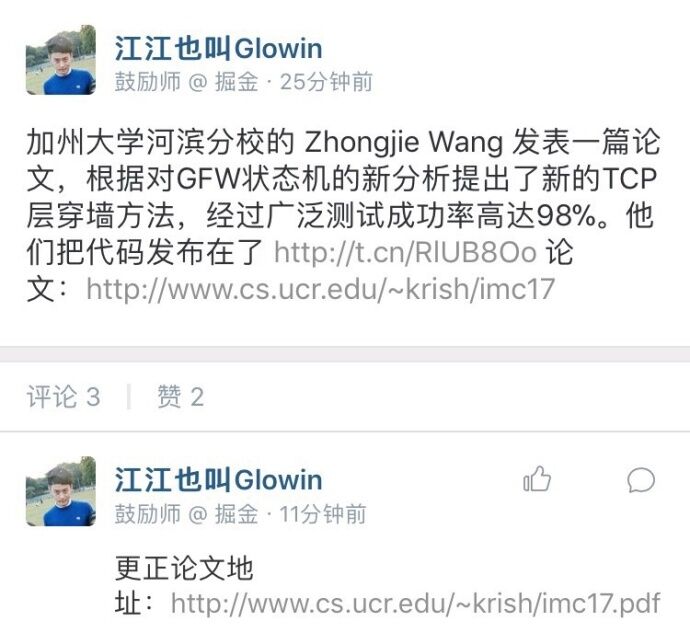 江江也叫Glowin
鼓励师 @ 掘金 · 25分钟前
加州大学河滨分校的 Zhongjie Wang 发表一篇论
文，根据对GFW状态机的新分析提出了新的TCP
层穿墙方法，经过广泛测试成功率高达98%。他
们把代码发布在了 http://t.cn/RlUB8Oo 论
文：http://www.cs.ucr.edu/~krish/imc17
评论 3 | 赞 2
江江也叫Glowin
鼓励师 @ 掘金 · 11分钟前
更正论文地
址：http://www.cs.ucr.edu/~krish/imc17.pdf